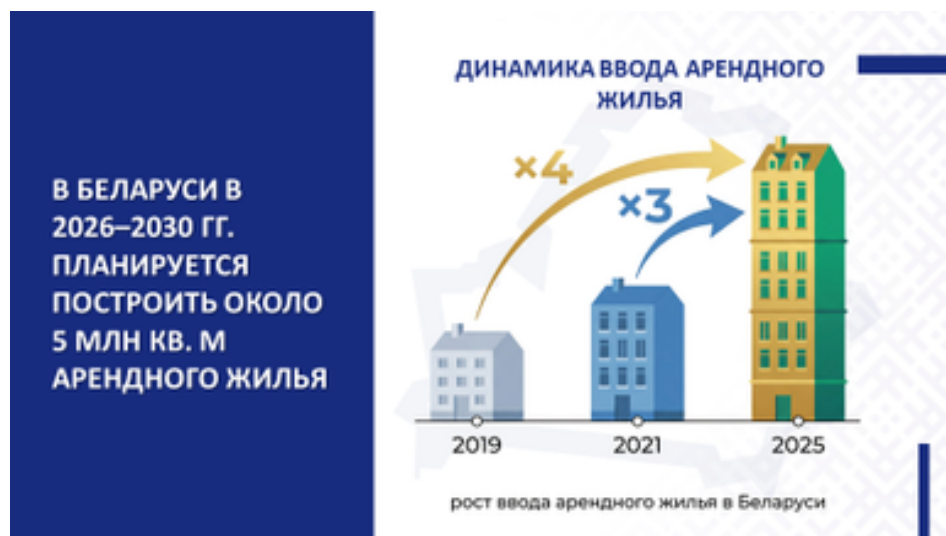 В БЕЛАРУСИ В
2026–2030 ГГ.
ПЛАНИРУЕТСЯ
ПОСТРОИТЬ ОКОЛО
5 МЛН КВ. М
АРЕНДНОГО ЖИЛЬЯ
ДИНАМИКА ВВОДА АРЕНДНОГО
ЖИЛЬЯ
×4
×3
2019
2021
2025
рост ввода арендного жилья в Беларуси